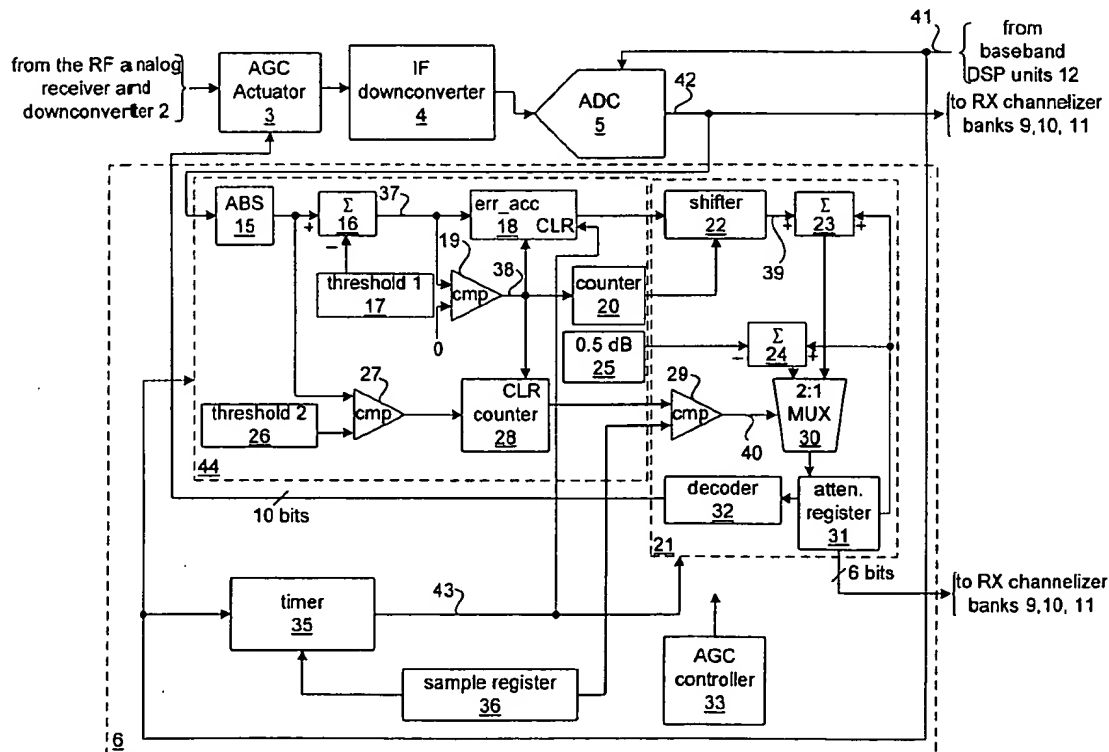 from the RF analog
receiver and
downconverter 2
AGC
Actuator
3
IF
downconverter
4
ADC
5
42
41
from
baseband
DSP units 12
to RX channelizer
banks 9,10, 11
ABS
15
+
Σ
16
–
37
threshold 1
17
err_acc
18
CLR
19
cmp
0
38
counter
20
shifter
22
39
+
Σ
23
+
0.5 dB
25
–
Σ
24
+
threshold 2
26
27
cmp
CLR
counter
28
29
cmp
40
2:1
MUX
30
44
10 bits
decoder
32
atten.
register
31
21
6 bits
to RX channelizer
banks 9,10, 11
timer
35
43
sample register
36
AGC
controller
33
6